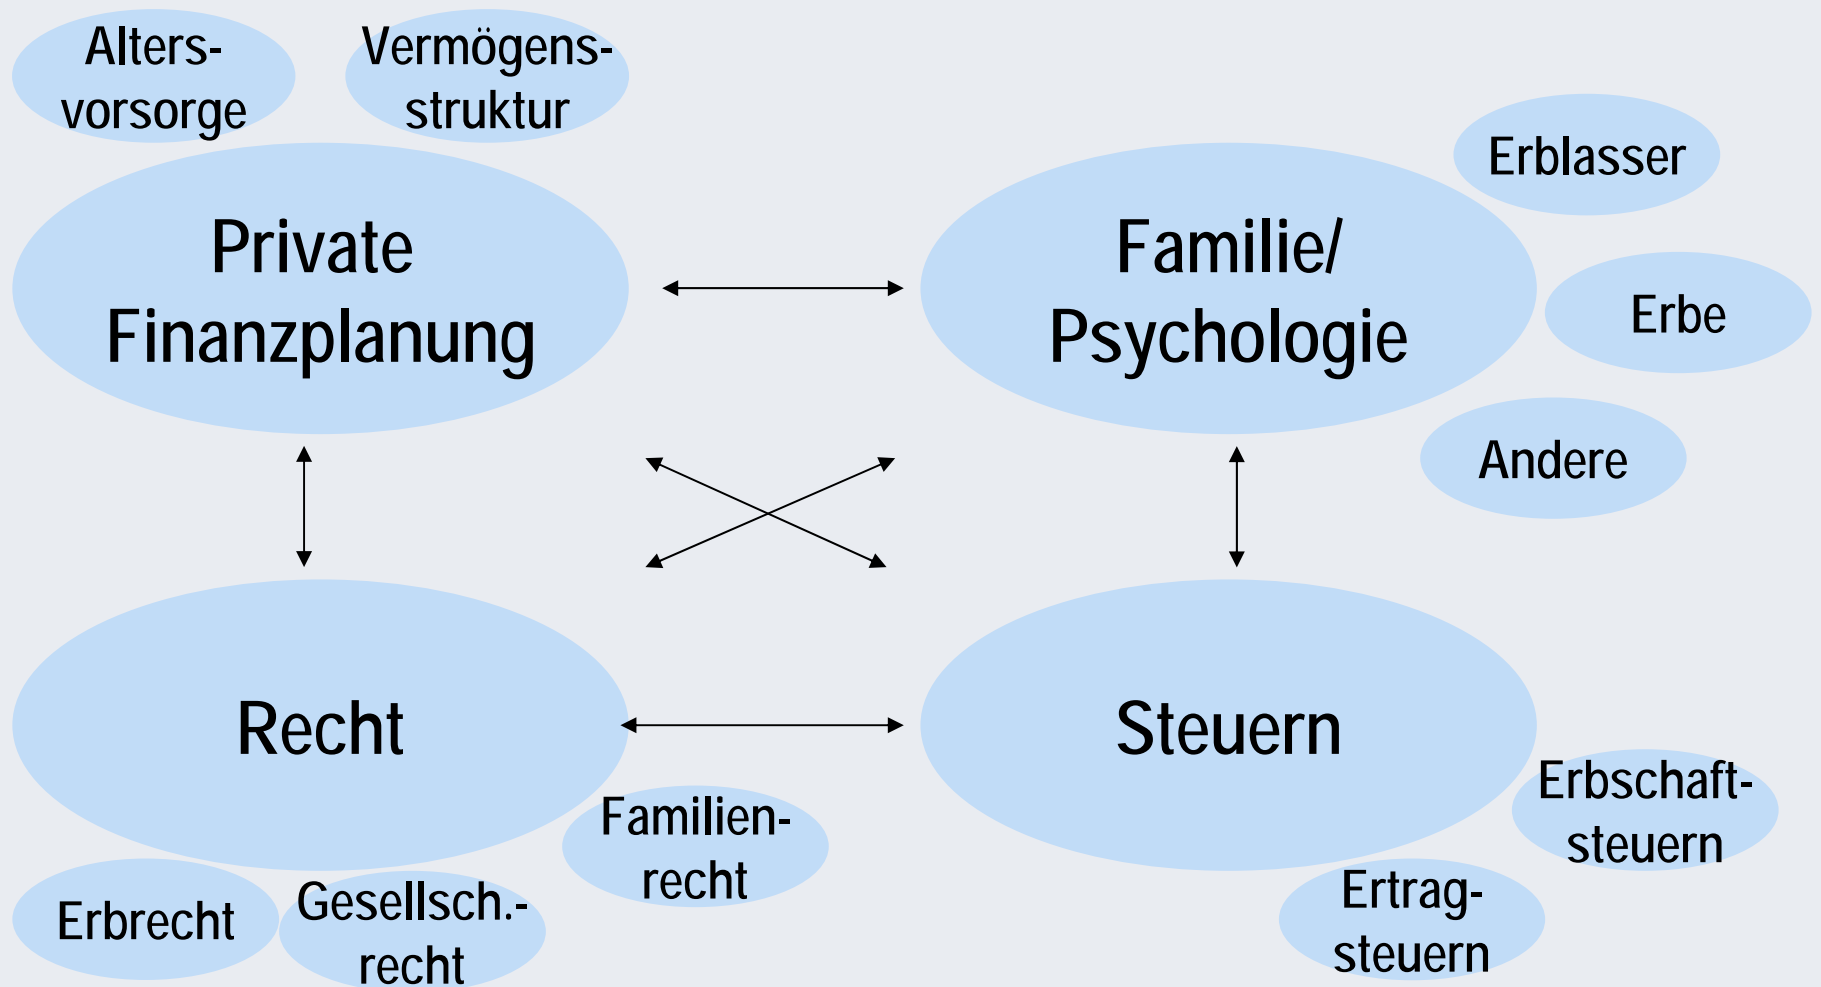 Alters-
vorsorge
Vermögens-
struktur
Private
Finanzplanung
Familie/
Psychologie
Erblasser
Erbe
Andere
Recht
Familien-
recht
Erbrecht
Gesellsch.-
recht
Steuern
Erbschaft-
steuern
Ertrag-
steuern